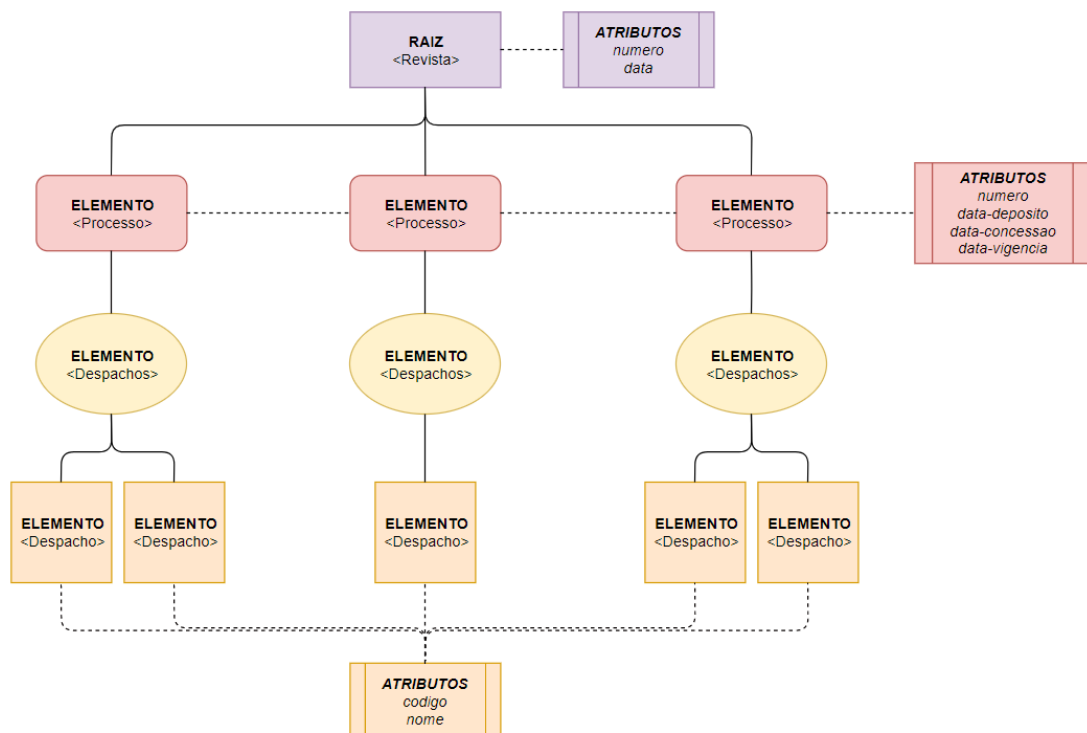 RAIZ
<Revista>
ATRIBUTOS
numero
data
ELEMENTO
<Processo>
ELEMENTO
<Processo>
ELEMENTO
<Processo>
ATRIBUTOS
numero
data-deposito
data-concessao
data-vigencia
ELEMENTO
<Despachos>
ELEMENTO
<Despachos>
ELEMENTO
<Despachos>
ELEMENTO
<Despacho>
ELEMENTO
<Despacho>
ELEMENTO
<Despacho>
ELEMENTO
<Despacho>
ELEMENTO
<Despacho>
ATRIBUTOS
codigo
nome